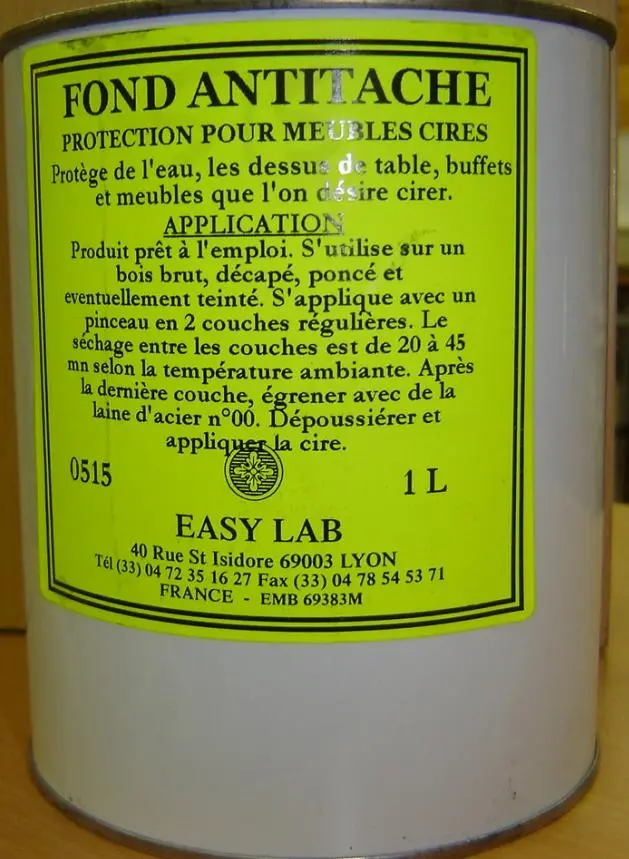 FOND ANTITACHE
PROTECTION POUR MEUBLES CIRES
Protège de l'eau, les dessus de table, buffets
et meubles que l'on désire cirer.
APPLICATION
Produit prêt à l'emploi. S'utilise sur un
bois brut, décapé, poncé et
eventuellement teinté. S'applique avec un
pinceau en 2 couches régulières. Le
séchage entre les couches est de 20 à 45
mn selon la température ambiante. Après
la dernière couche, égrener avec de la
laine d'acier n°00. Dépoussiérer et
appliquer la cire.
0515 1 L
EASY LAB
40 Rue St Isidore 69003 LYON
Tél (33) 04 72 35 16 27 Fax (33) 04 78 54 53 71
FRANCE - EMB 69383M